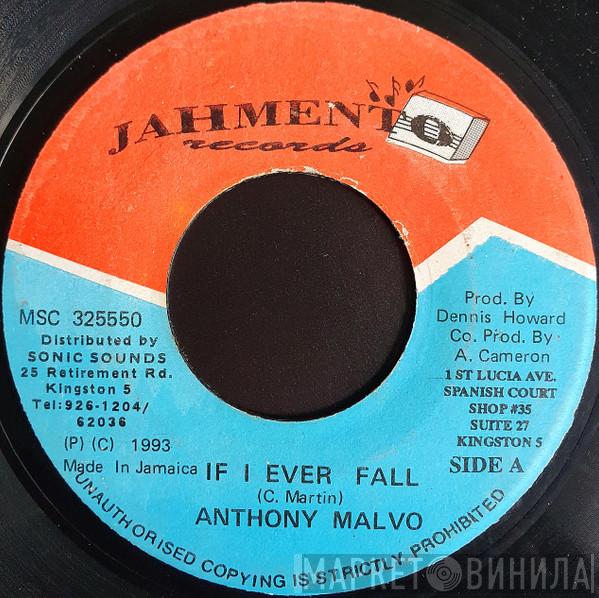 JAHMENTO
records
MSC 325550
Distributed by
SONIC SOUNDS
25 Retirement Rd.
Kingston 5
Tel:926-1204/
62036
(P) (C) 1993
Made In Jamaica
Prod. By
Dennis Howard
Co. Prod. By
A. Cameron
1 ST LUCIA AVE.
SPANISH COURT
SHOP #35
SUITE 27
KINGSTON 5
SIDE A
IF I EVER FALL
(C. Martin)
ANTHONY MALVO
UNAUTHORISED COPYING IS STRICTLY PROHIBITED
МАРКЕТ ВИНИЛА